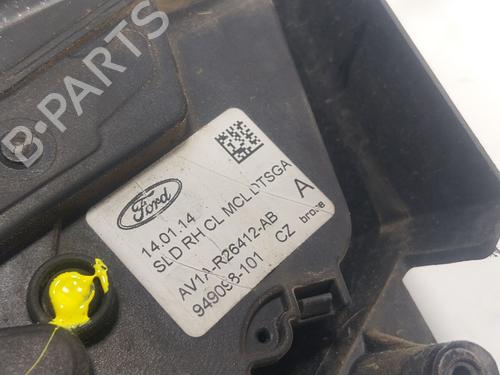 B-PARTS
Ford
14.01.14
SLD RH CL MCL DTSGA
AV1A-R26412-AB A
949098-101 CZ brose